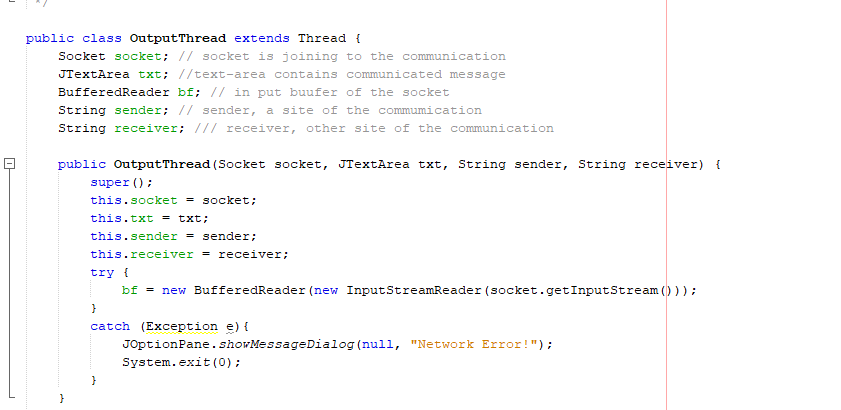 */
public class OutputThread extends Thread {
Socket socket; // socket is joining to the communication
JTextArea txt; //text-area contains communicated message
BufferedReader bf; // in put buufer of the socket
String sender; // sender, a site of the commumication
String receiver; /// receiver, other site of the communication
public OutputThread(Socket socket, JTextArea txt, String sender, String receiver) {
super();
this.socket = socket;
this.txt = txt;
this.sender = sender;
this.receiver = receiver;
try {
bf = new BufferedReader(new InputStreamReader(socket.getInputStream()));
}
catch (Exception e){
JOptionPane.showMessageDialog(null, "Network Error!");
System.exit(0);
}
}